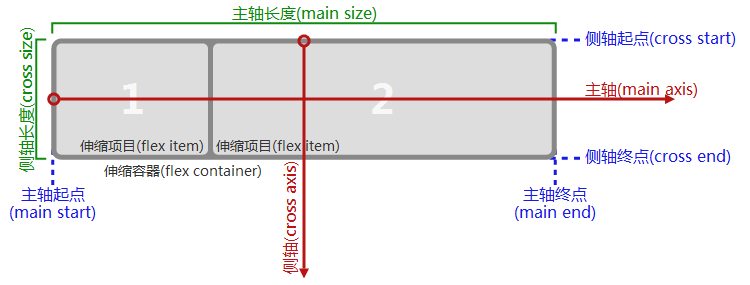 主轴长度(main size)
侧轴起点(cross start)
侧轴长度(cross size)
1
2
主轴(main axis)
伸缩项目(flex item)
伸缩项目(flex item)
侧轴终点(cross end)
伸缩容器(flex container)
侧轴(cross axis)
主轴起点
(main start)
主轴终点
(main end)